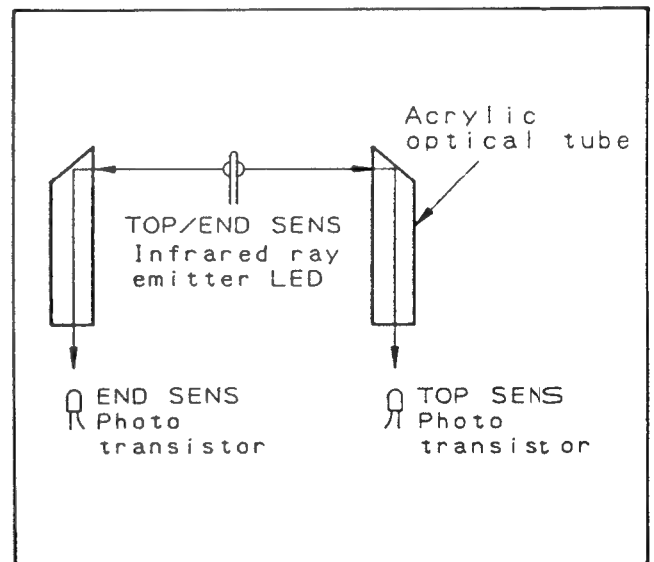 Acrylic
optical tube
TOP/END SENS
Infrared ray
emitter LED
END SENS
Photo
transistor
TOP SENS
Photo
transistor